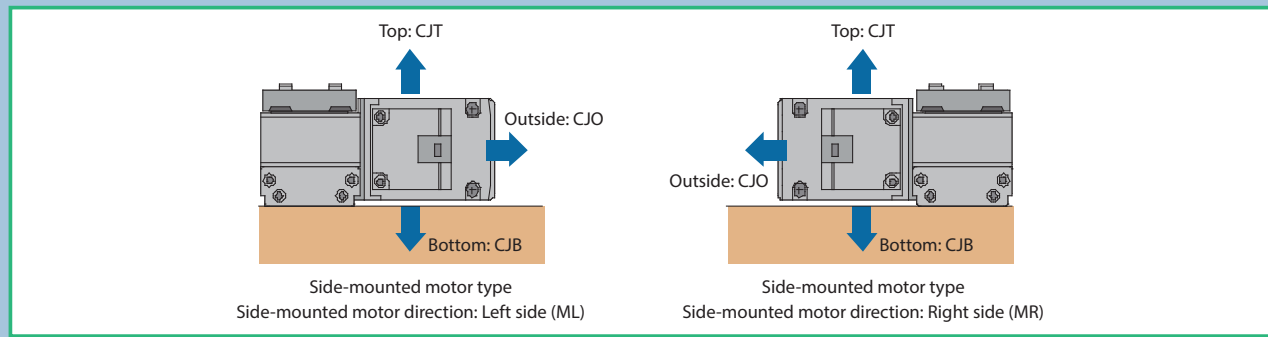 Top: CJT
Outside: CJO
Bottom: CJB
Side-mounted motor type
Side-mounted motor direction: Left side (ML)
Top: CJT
Outside: CJO
Bottom: CJB
Side-mounted motor type
Side-mounted motor direction: Right side (MR)